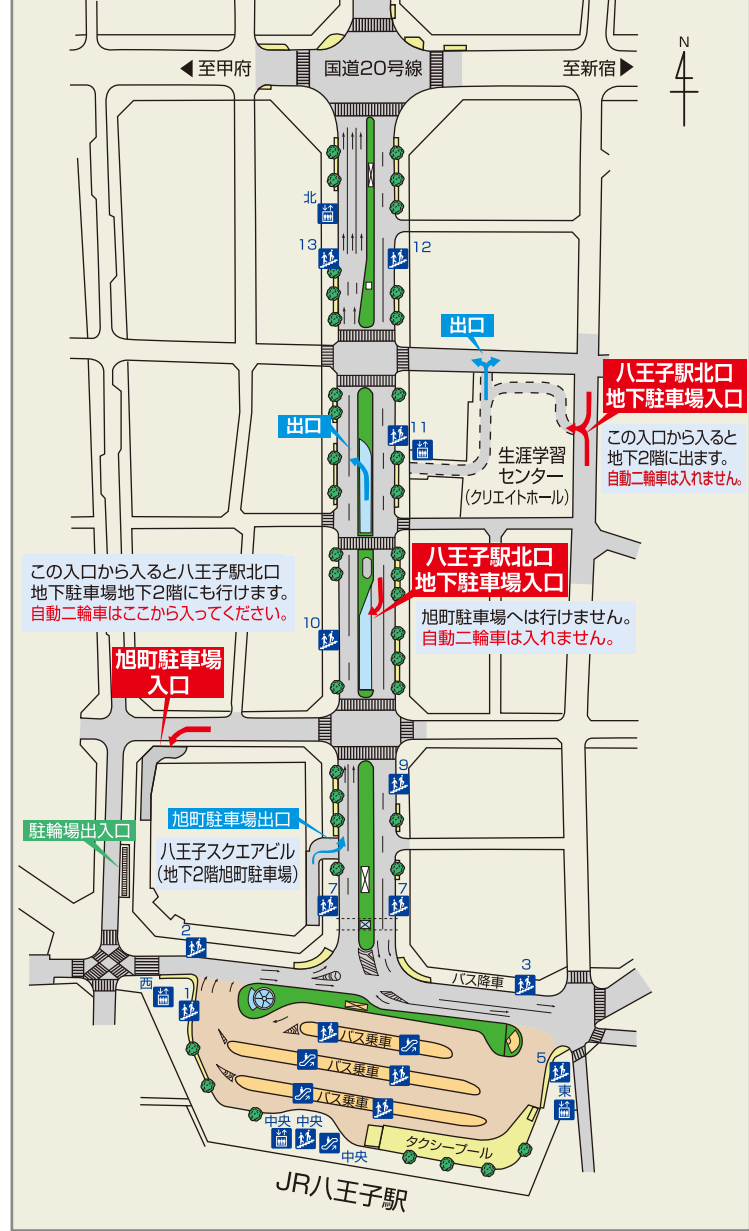 ◀至甲府
国道20号線
至新宿▶
N
北
13
12
出口
八王子駅北口
地下駐車場入口
この入口から入ると
地下2階に出ます。
自動二輪車は入れません。
出口
11
生涯学習
センター
(クリエイトホール)
八王子駅北口
地下駐車場入口
旭町駐車場へは行けません。
自動二輪車は入れません。
この入口から入ると八王子駅北口
地下駐車場地下2階にも行けます。
自動二輪車はここから入ってください。
10
旭町駐車場
入口
9
旭町駐車場出口
八王子スクエアビル
(地下2階旭町駐車場)
駐輪場出入口
7
7
2
3
バス降車
西
1
バス乗車
バス乗車
バス乗車
5
東
中央
中央
中央
タクシープール
JR八王子駅